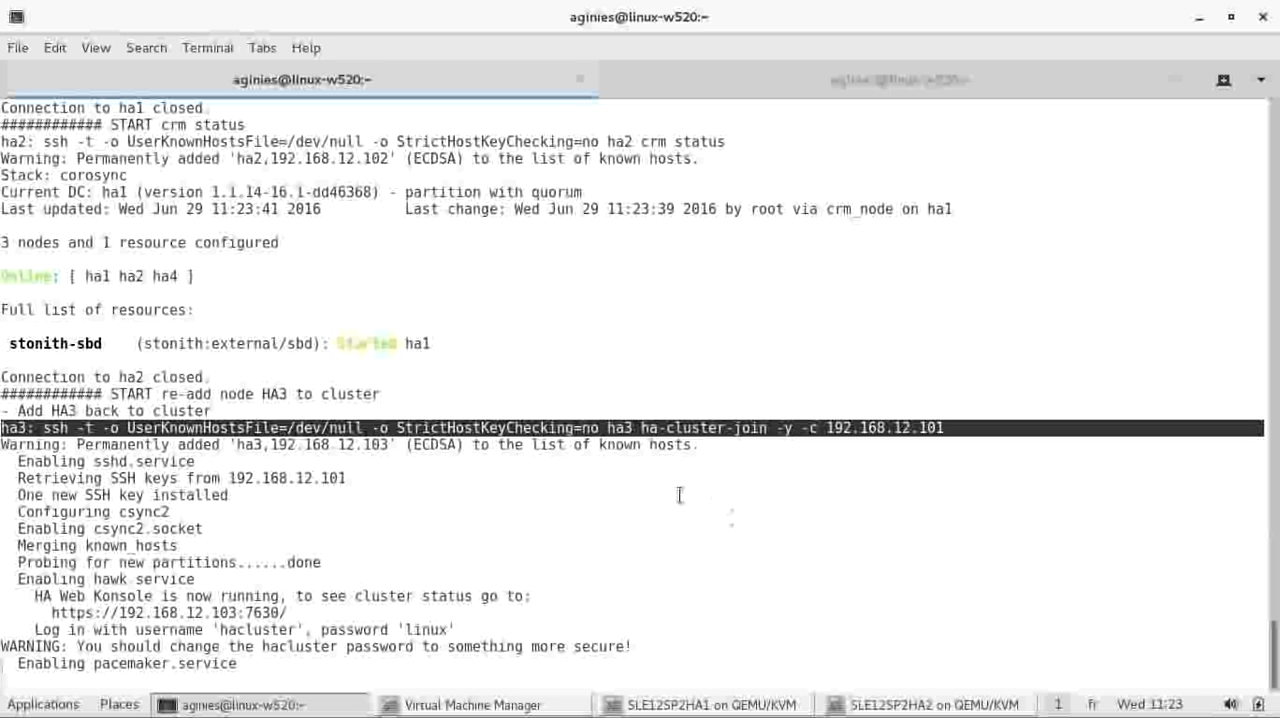 aginies@linux-w520:~
File Edit View Search Terminal Tabs Help
aginies@linux-w520:~ aginies@linux-w520:~
Connection to ha1 closed.
############ START crm status
ha2: ssh -t -o UserKnownHostsFile=/dev/null -o StrictHostKeyChecking=no ha2 crm status
Warning: Permanently added 'ha2,192.168.12.102' (ECDSA) to the list of known hosts.
Stack: corosync
Current DC: ha1 (version 1.1.14-16.1-dd46368) - partition with quorum
Last updated: Wed Jun 29 11:23:41 2016 Last change: Wed Jun 29 11:23:39 2016 by root via crm_node on ha1
3 nodes and 1 resource configured
Online: [ ha1 ha2 ha4 ]
Full list of resources:
stonith-sbd (stonith:external/sbd): Started ha1
Connection to ha2 closed.
############ START re-add node HA3 to cluster
- Add HA3 back to cluster
ha3: ssh -t -o UserKnownHostsFile=/dev/null -o StrictHostKeyChecking=no ha3 ha-cluster-join -y -c 192.168.12.101
Warning: Permanently added 'ha3,192.168.12.103' (ECDSA) to the list of known hosts.
Enabling sshd.service
Retrieving SSH keys from 192.168.12.101
One new SSH key installed
Configuring csync2
Enabling csync2.socket
Merging known_hosts
Probing for new partitions......done
Enabling hawk.service
HA Web Konsole is now running, to see cluster status go to:
https://192.168.12.103:7630/
Log in with username 'hacluster', password 'linux'
WARNING: You should change the hacluster password to something more secure!
Enabling pacemaker.service
Applications Places aginies@linux-w520:~ Virtual Machine Manager SLE12SP2HA1 on QEMU/KVM SLE12SP2HA2 on QEMU/KVM 1 fr Wed 11:23